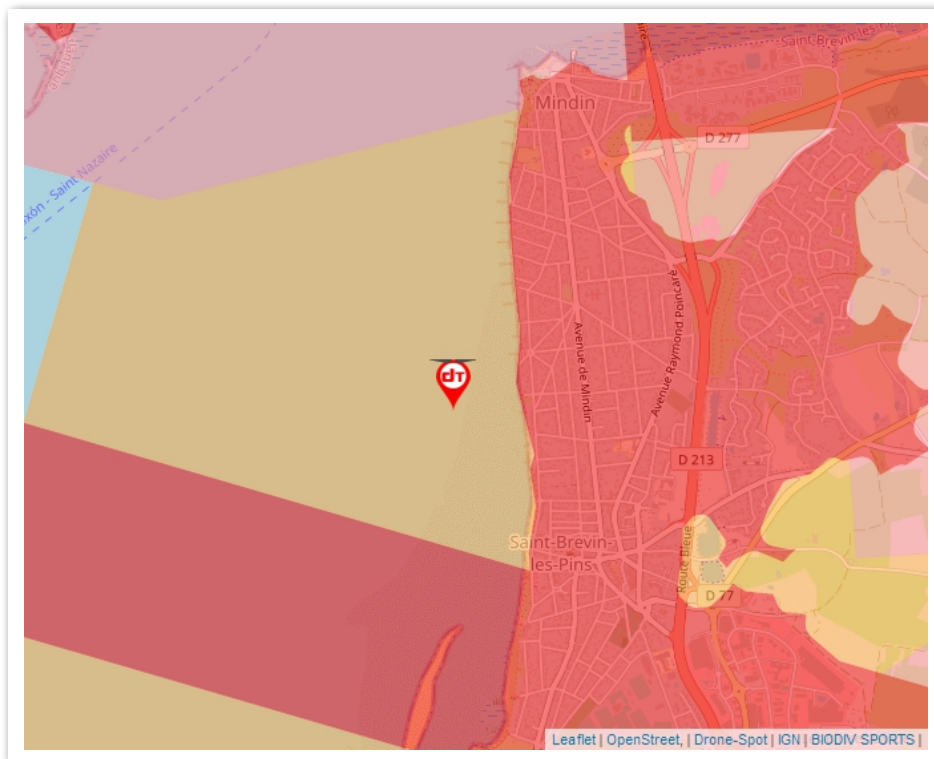 Saint-Brevin-les-
Mindin
D 277
Saint Nazaire
Avenue de Mindin
Avenue Raymond Poincaré
dT
D 213
Saint-Brevin-
les-Pins
Route Bleue
D 77
Leaflet | OpenStreet, | Drone-Spot | IGN | BIODIV SPORTS |